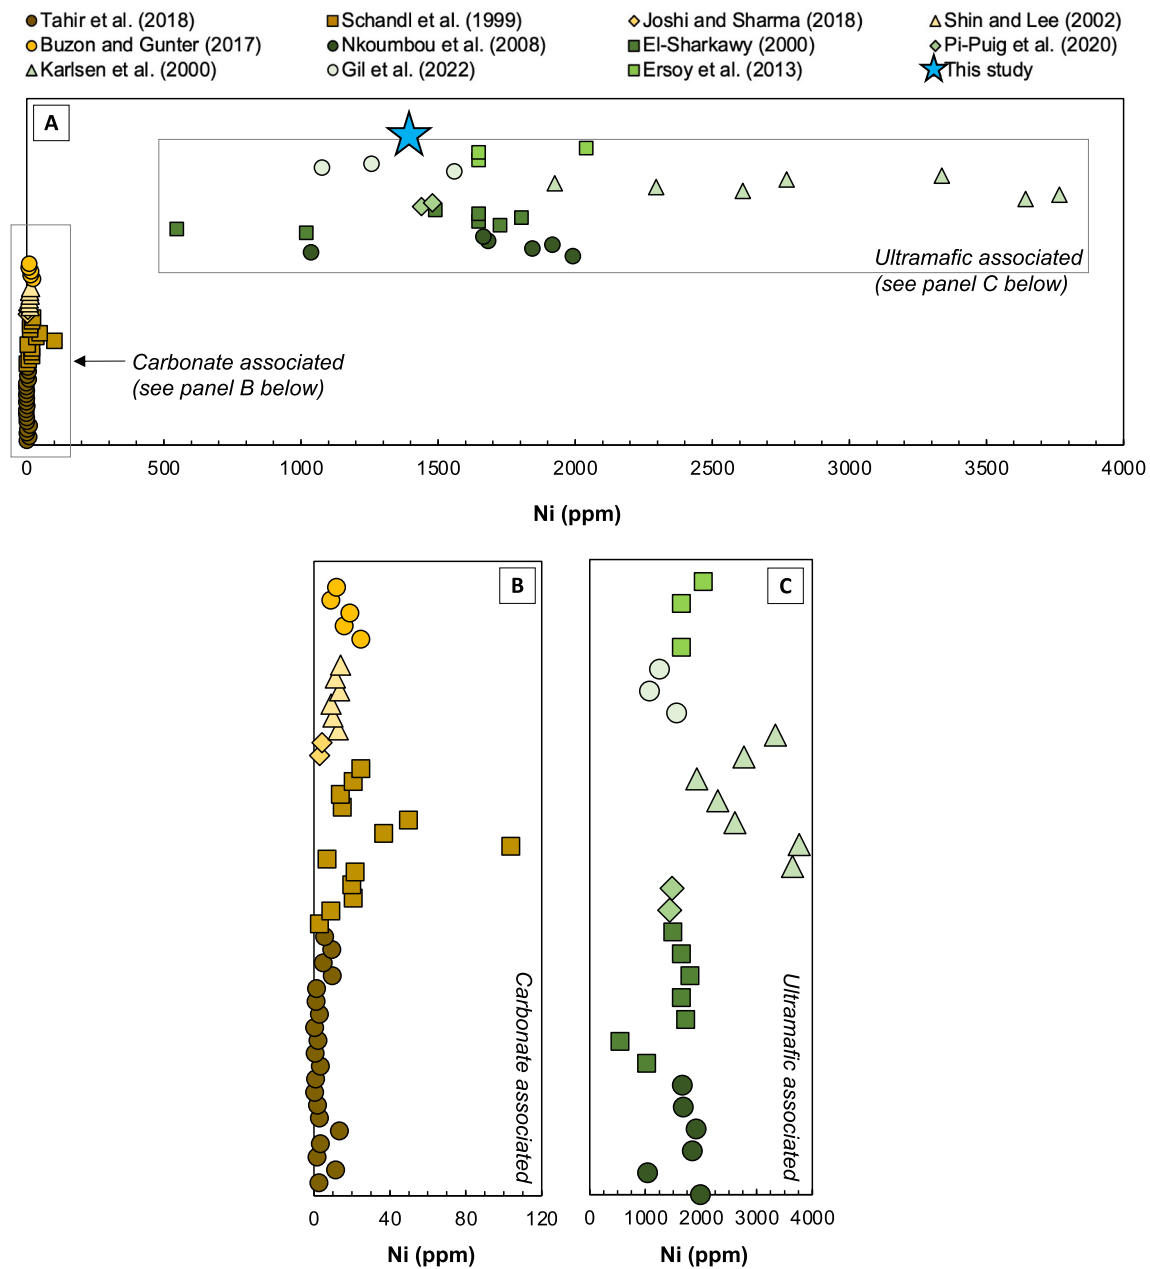 Tahir et al. (2018) Schandl et al. (1999) Joshi and Sharma (2018) Shin and Lee (2002)
Buzon and Gunter (2017) Nkoumbou et al. (2008) El-Sharkawy (2000) Pi-Puig et al. (2020)
Karlsen et al. (2000) Gil et al. (2022) Ersoy et al. (2013) This study
A
Ultramafic associated
(see panel C below)
Carbonate associated
(see panel B below)
0 500 1000 1500 2000 2500 3000 3500 4000
Ni (ppm)
B
Carbonate associated
0 40 80 120
Ni (ppm)
C
Ultramafic associated
0 1000 2000 3000 4000
Ni (ppm)